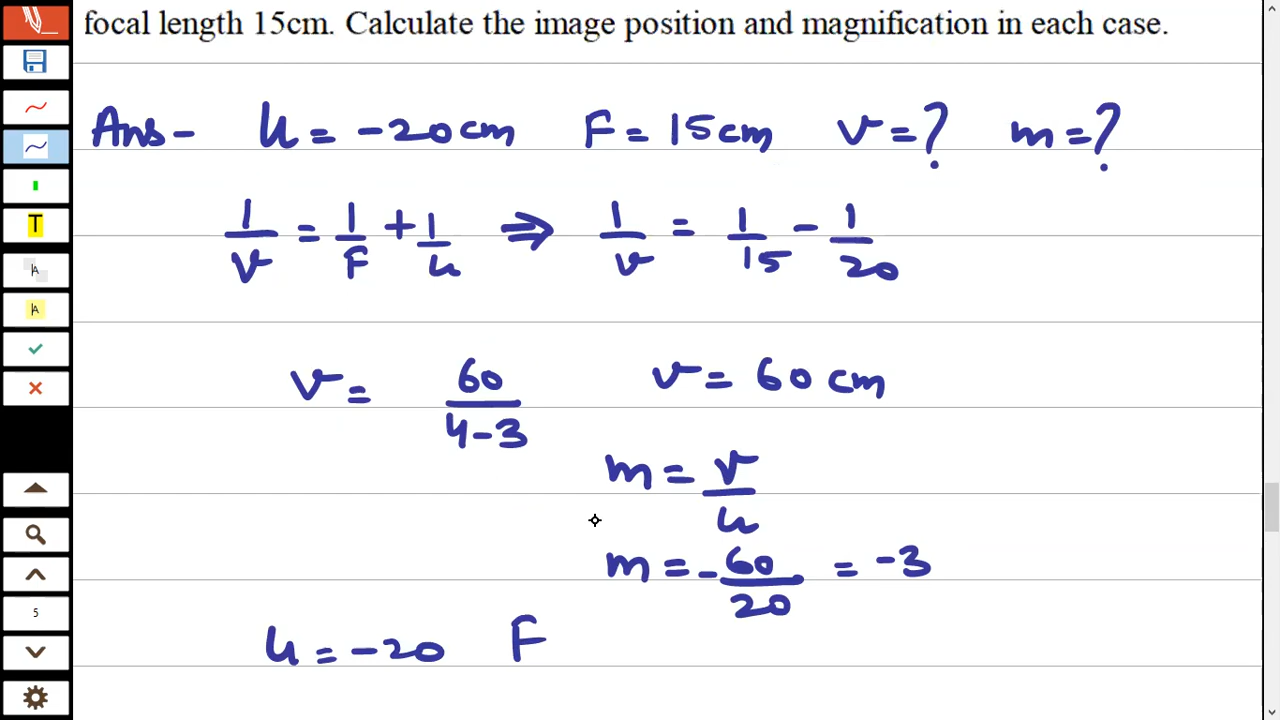 focal length 15cm. Calculate the image position and magnification in each case.
Ans - u = -20cm F = 15cm v = ? m = ?
1/v = 1/F + 1/u ⇒ 1/v = 1/15 - 1/20
v = 60/4-3 v = 60 cm
m = v/u
m = -60/20 = -3
u = -20 F
T
A
A
5